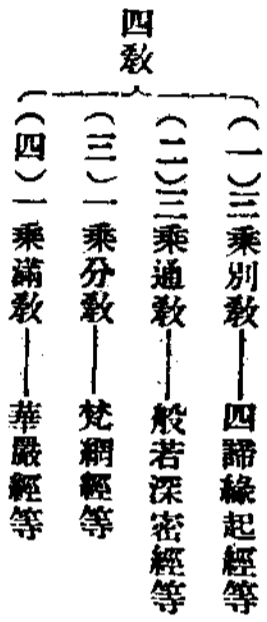 四教
（一）三乘別教——四諦緣起經等
（二）三乘通教——般若深密經等
（三）一乘分教——梵網經等
（四）一乘滿教——華嚴經等